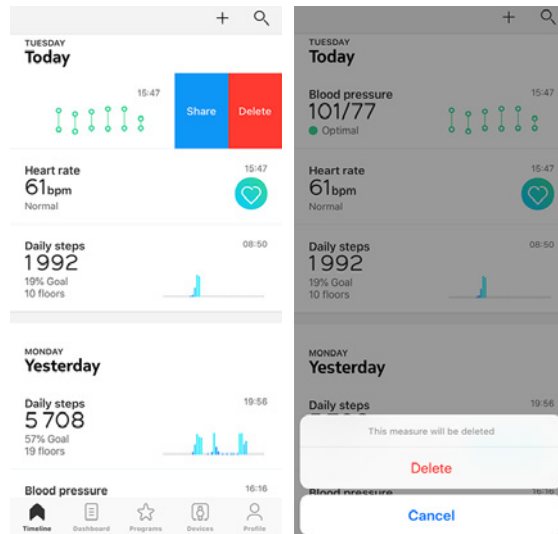 TUESDAY
Today
15:47
Share
Delete
Heart rate
15:47
61bpm
Normal
Daily steps
08:50
1992
19% Goal
10 floors
MONDAY
Yesterday
Daily steps
19:56
5708
57% Goal
19 floors
Blood pressure
16:16
Timeline
Dashboard
Programs
Devices
Profile
TUESDAY
Today
Blood pressure
15:47
101/77
Optimal
Heart rate
15:47
61bpm
Normal
Daily steps
08:50
1992
19% Goal
10 floors
MONDAY
Yesterday
Daily steps
19:56
This measure will be deleted
Delete
Blood pressure
16:16
Cancel